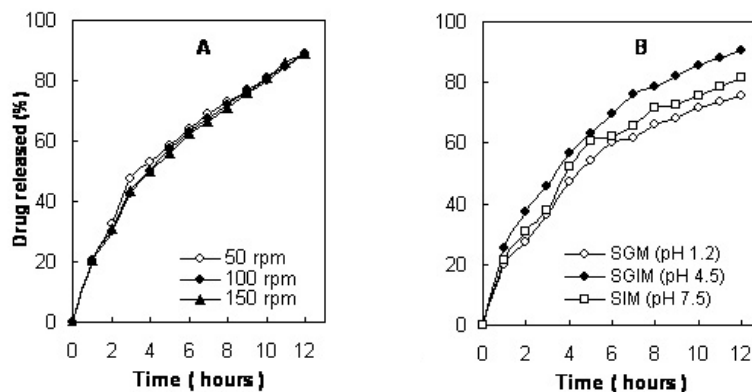 A
Drug released (%)
100
80
60
40
20
0
50 rpm
100 rpm
150 rpm
0 2 4 6 8 10 12
Time ( hours )
B
100
80
60
40
20
0
SGM (pH 1.2)
SGIM (pH 4.5)
SIM (pH 7.5)
0 2 4 6 8 10 12
Time ( hours )